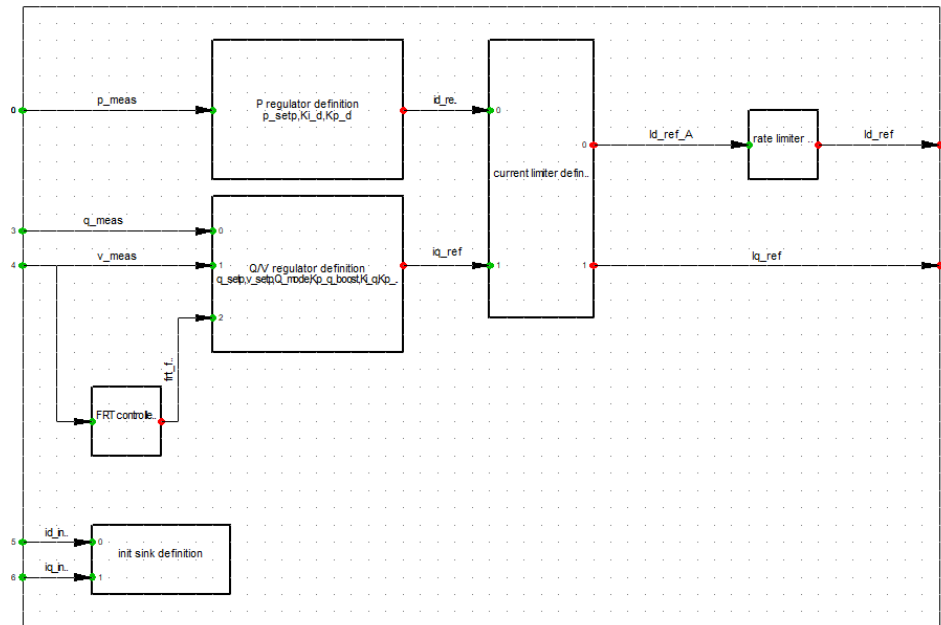 p_meas
P regulator definition
p_setp,Ki_d,Kp_d
id_re..
0
0
0
Id_ref_A
rate limiter ..
Id_ref
current limiter defin..
q_meas
3
0
v_meas
4
1
Q/V regulator definition
q_setp,v_setp,Q_mode,Kp_q_boost,Ki_q,Kp_..
iq_ref
1
1
Iq_ref
2
frt_f..
FRT controlle..
id_in..
5
0
init sink definition
iq_in..
6
1